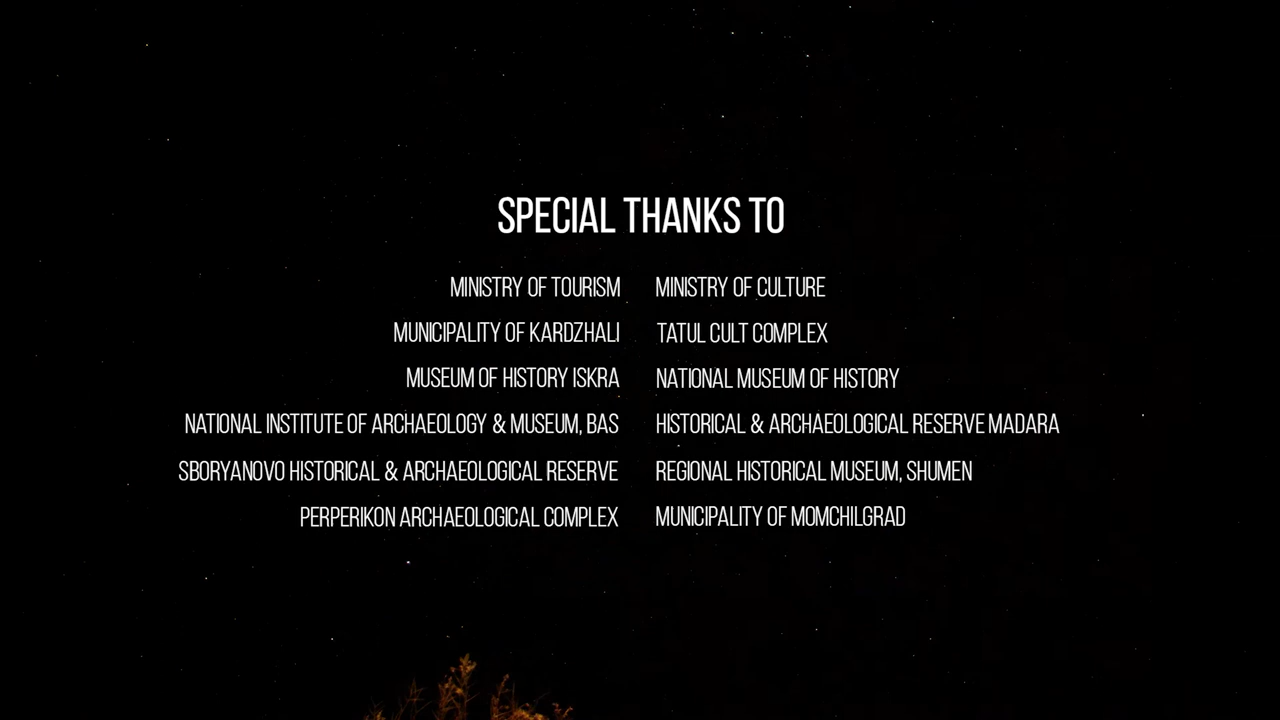 SPECIAL THANKS TO
MINISTRY OF TOURISM
MINISTRY OF CULTURE
MUNICIPALITY OF KARDZHALI
TATUL CULT COMPLEX
MUSEUM OF HISTORY ISKRA
NATIONAL MUSEUM OF HISTORY
NATIONAL INSTITUTE OF ARCHAEOLOGY & MUSEUM, BAS
HISTORICAL & ARCHAEOLOGICAL RESERVE MADARA
SBORYANOVO HISTORICAL & ARCHAEOLOGICAL RESERVE
REGIONAL HISTORICAL MUSEUM, SHUMEN
PERPERIKON ARCHAEOLOGICAL COMPLEX
MUNICIPALITY OF MOMCHILGRAD